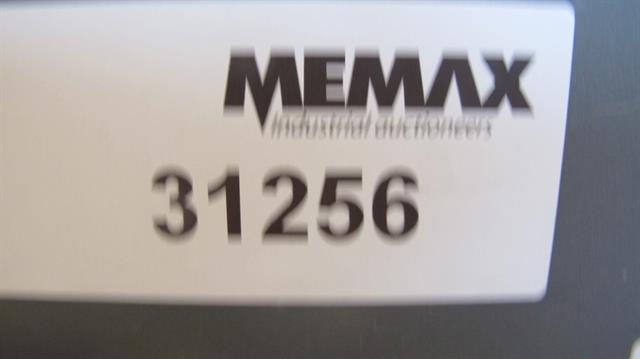 MEMAX
Industrial auctioneers
31256